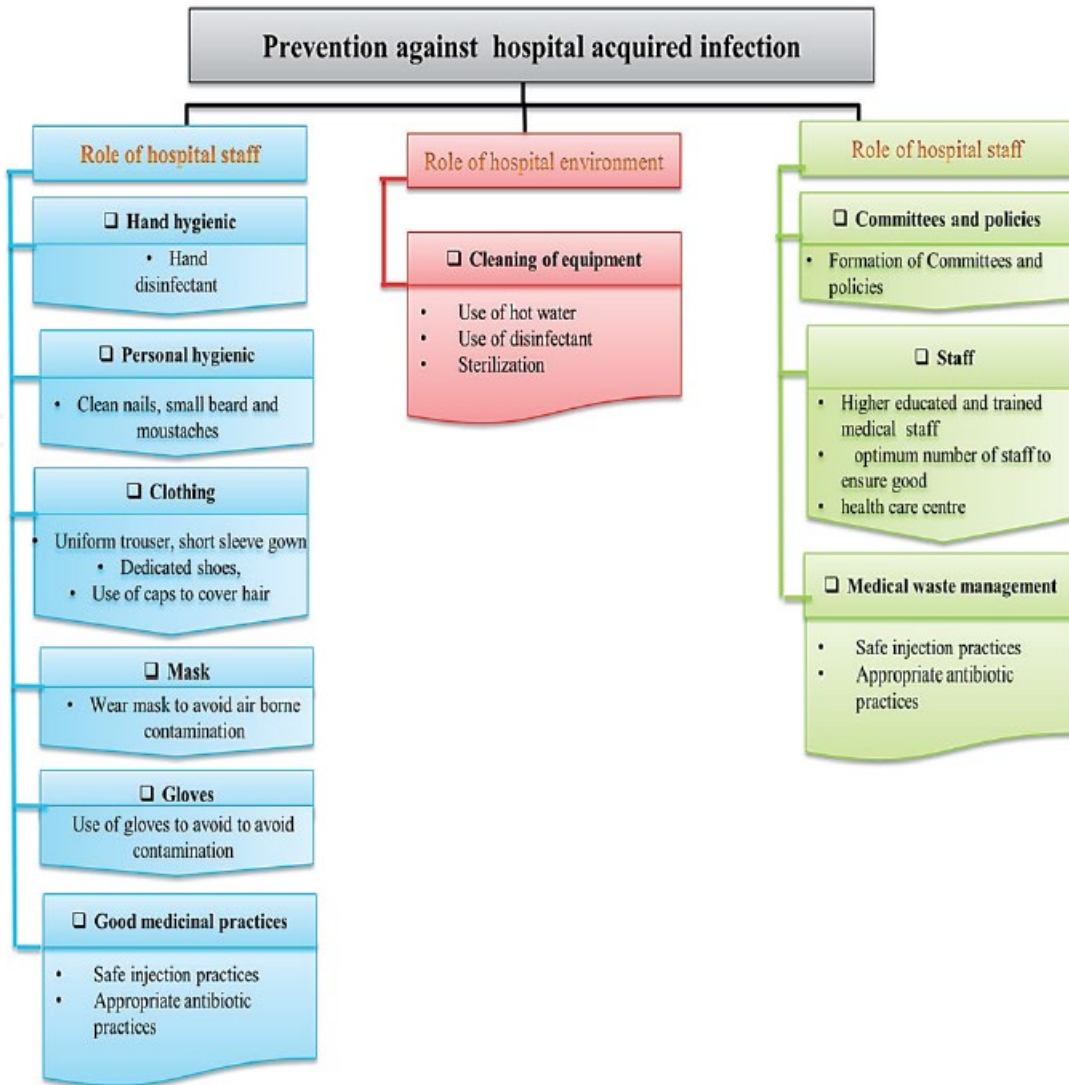 Prevention against hospital acquired infection
Role of hospital staff
❑ Hand hygienic
• Hand
disinfectant
❑ Personal hygienic
• Clean nails, small beard and
moustaches
❑ Clothing
• Uniform trouser, short sleeve gown
• Dedicated shoes,
• Use of caps to cover hair
❑ Mask
• Wear mask to avoid air borne
contamination
❑ Gloves
Use of gloves to avoid to avoid
contamination
❑ Good medicinal practices
• Safe injection practices
• Appropriate antibiotic
practices
Role of hospital environment
❑ Cleaning of equipment
• Use of hot water
• Use of disinfectant
• Sterilization
Role of hospital staff
❑ Committees and policies
• Formation of Committees and
policies
❑ Staff
• Higher educated and trained
medical staff
• optimum number of staff to
ensure good
• health care centre
❑ Medical waste management
• Safe injection practices
• Appropriate antibiotic
practices